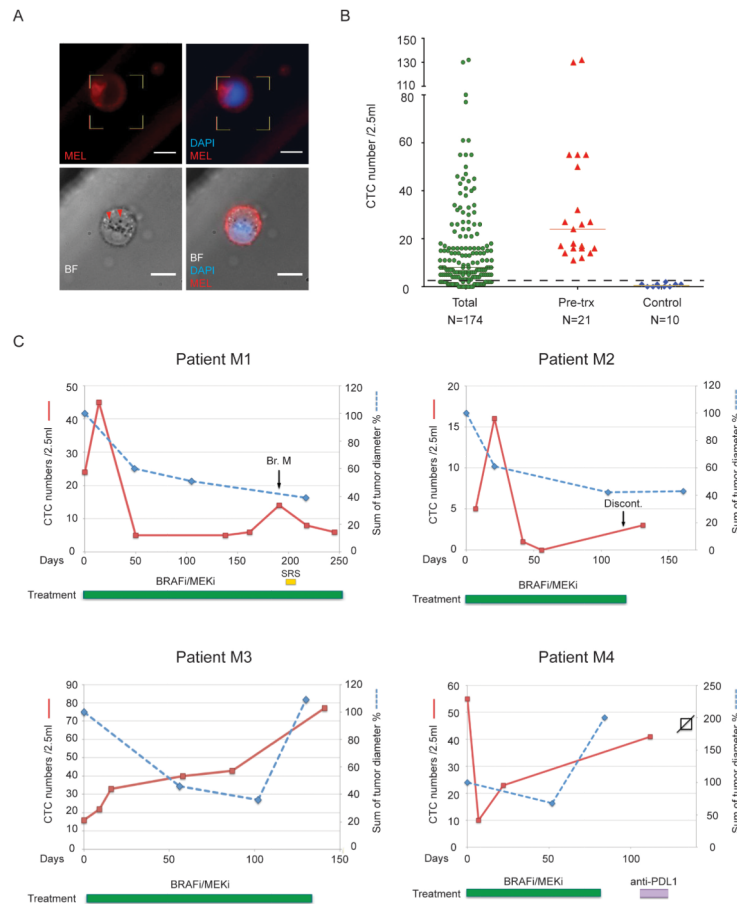 A
MEL
DAPI
MEL
BF
BF
DAPI
MEL
B
CTC number /2.5ml
150
130
110
80
60
40
20
0
Total
Pre-trx
Control
N=174
N=21
N=10
C
Patient M1
CTC numbers /2.5ml
50
45
40
35
30
25
20
15
10
5
0
Sum of tumor diameter %
120
100
80
60
40
20
0
Br. M
Days
0
50
100
150
200
250
SRS
BRAFi/MEKi
Treatment
Patient M2
CTC numbers /2.5ml
20
15
10
5
0
Sum of tumor diameter %
120
100
80
60
40
20
0
Discont.
Days
0
50
100
150
BRAFi/MEKi
Treatment
Patient M3
CTC numbers /2.5ml
90
80
70
60
50
40
30
20
10
0
Sum of tumor diameter %
120
100
80
60
40
20
0
Days
0
50
100
150
BRAFi/MEKi
Treatment
Patient M4
CTC numbers /2.5ml
60
50
40
30
20
10
0
Sum of tumor diameter %
250
200
150
100
50
0
Days
0
50
100
BRAFi/MEKi
anti-PDL1
Treatment